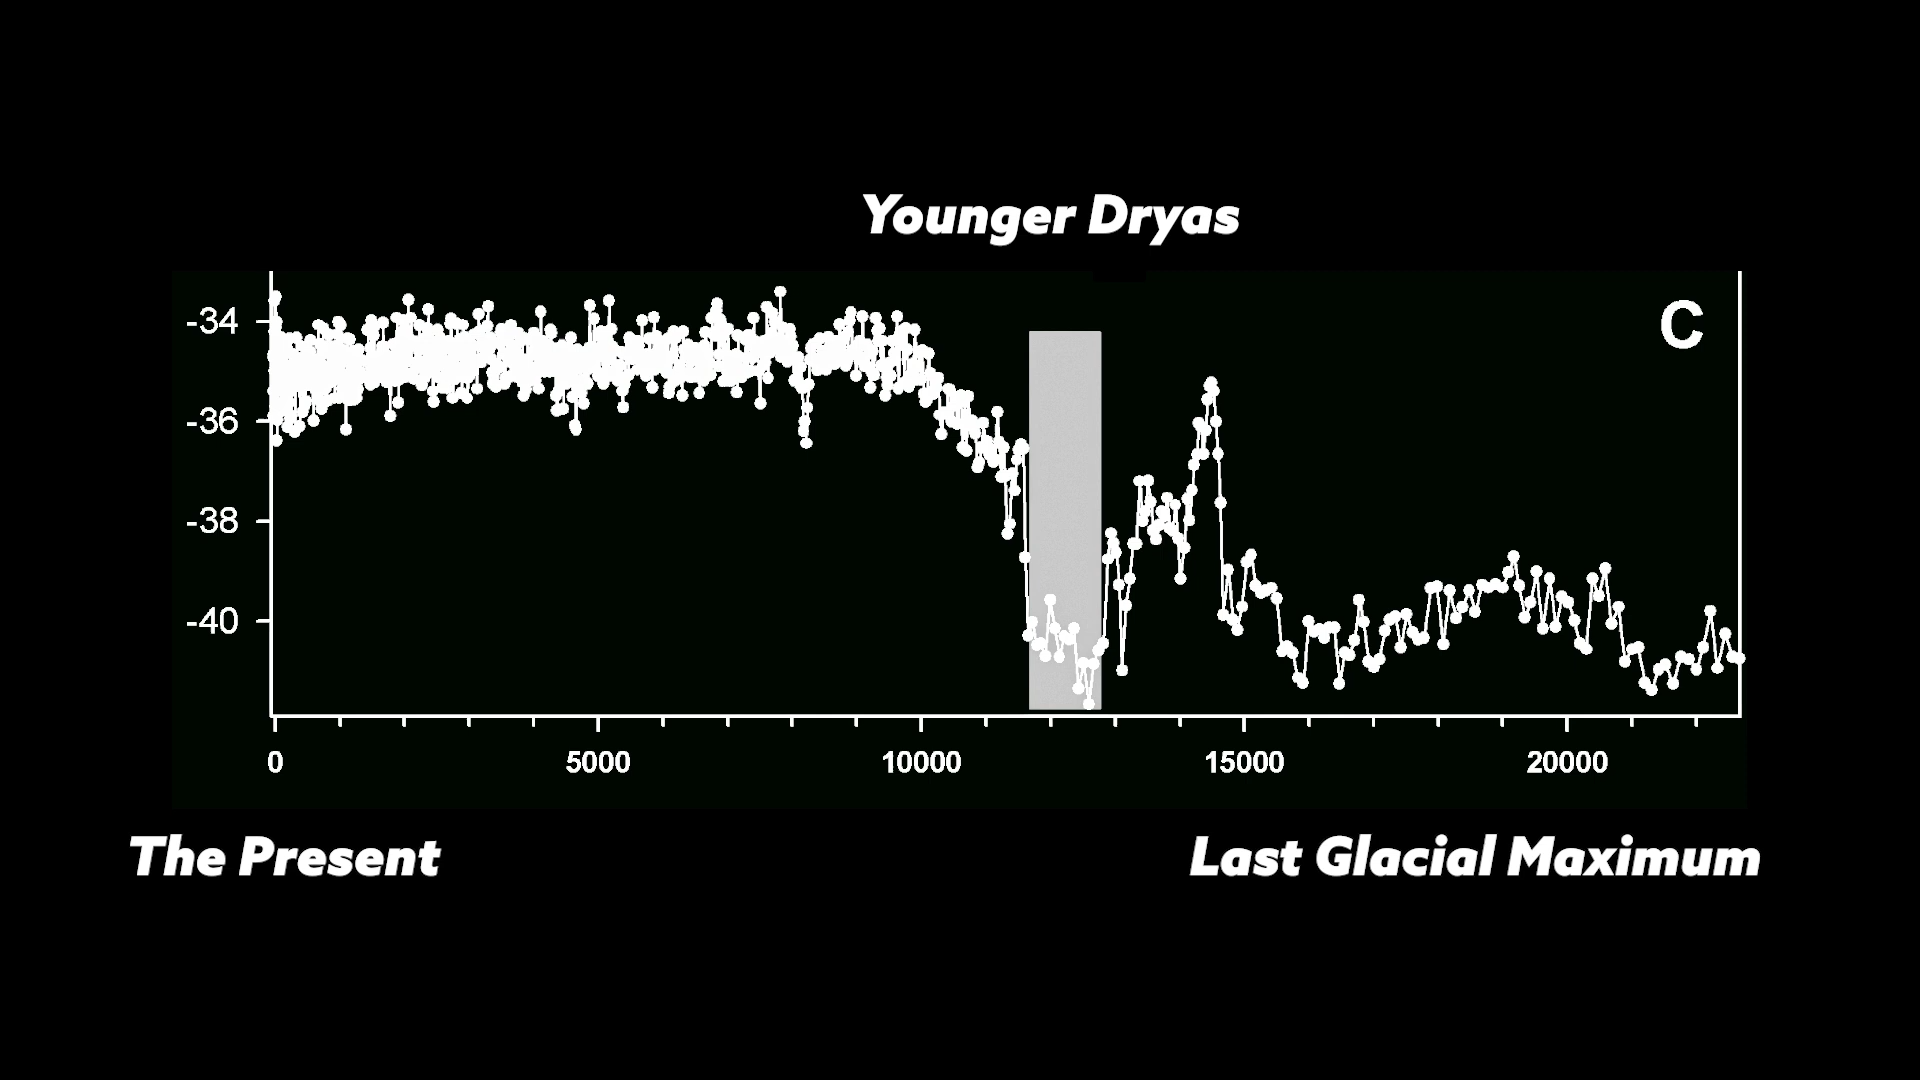 Younger Dryas
C
-34
-36
-38
-40
0 5000 10000 15000 20000
The Present Last Glacial Maximum